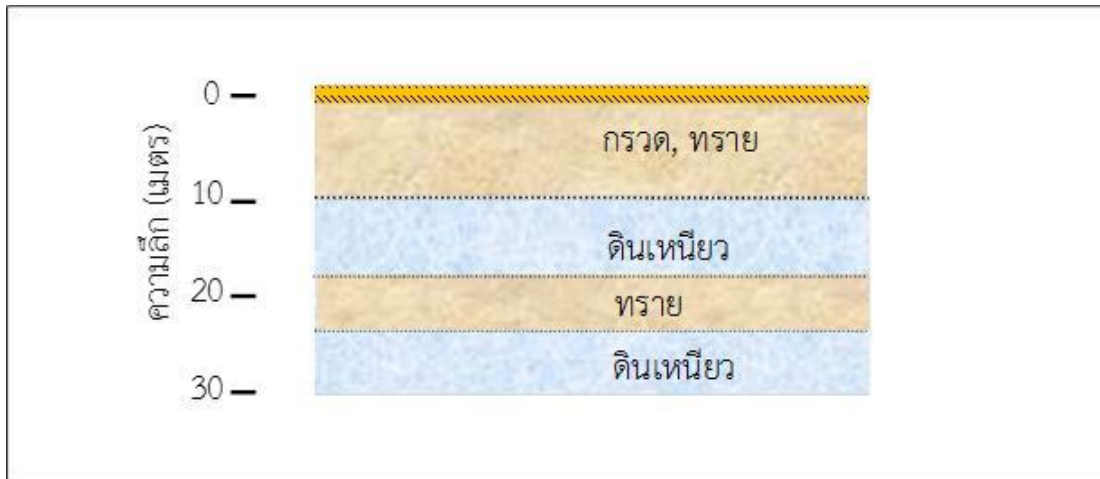 ความลึก (เมตร)
0
10
20
30
กรวด, ทราย
ดินเหนียว
ทราย
ดินเหนียว